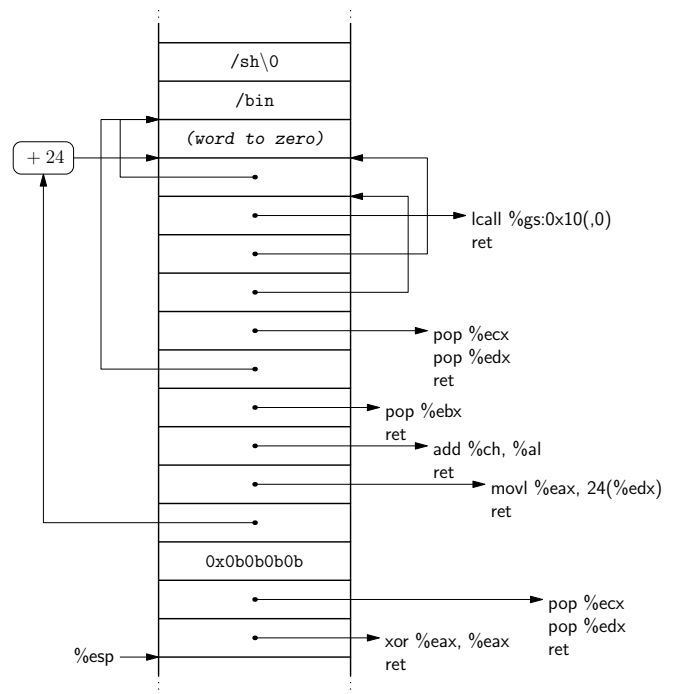 /sh\0
/bin
(word to zero)
+ 24
lcall %gs:0x10(,0)
ret
pop %ecx
pop %edx
ret
pop %ebx
ret
add %ch, %al
ret
movl %eax, 24(%edx)
ret
0x0b0b0b0b
pop %ecx
pop %edx
ret
xor %eax, %eax
ret
%esp